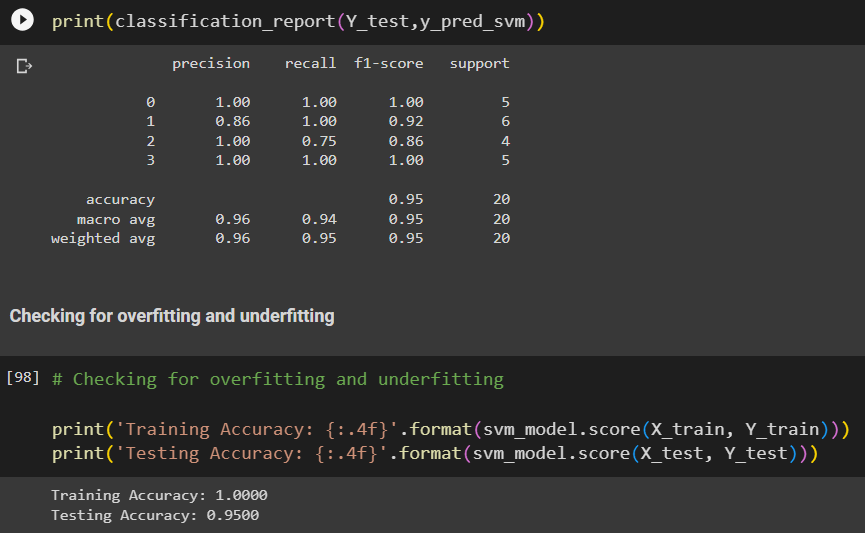 print(classification_report(Y_test,y_pred_svm))
precision recall f1-score support
0 1.00 1.00 1.00 5
1 0.86 1.00 0.92 6
2 1.00 0.75 0.86 4
3 1.00 1.00 1.00 5
accuracy 0.95 20
macro avg 0.96 0.94 0.95 20
weighted avg 0.96 0.95 0.95 20
Checking for overfitting and underfitting
[98] # Checking for overfitting and underfitting
print('Training Accuracy: {:.4f}'.format(svm_model.score(X_train, Y_train)))
print('Testing Accuracy: {:.4f}'.format(svm_model.score(X_test, Y_test)))
Training Accuracy: 1.0000
Testing Accuracy: 0.9500